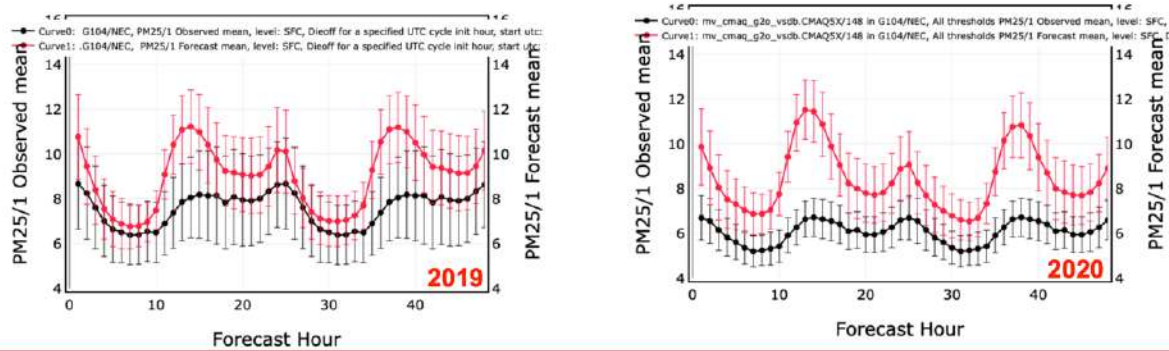 16 16
Curve0: .G104/NEC, PM25/1 Observed mean, level: SFC, Dieoff for a specified UTC cycle init hour, start utc:
Curve1: .G104/NEC, PM25/1 Forecast mean, level: SFC, Dieoff for a specified UTC cycle init hour, start utc:
14 14
12 12
10 10
8 8
6 6
4 4
0 10 20 30 40
PM25/1 Observed mean
PM25/1 Forecast mean
2019
Forecast Hour
16 16
Curve0: mv_cmaq_g2o_vsdb.CMAQ5X/148 in G104/NEC, All thresholds PM25/1 Observed mean, level: SFC, D
Curve1: mv_cmaq_g2o_vsdb.CMAQ5X/148 in G104/NEC, All thresholds PM25/1 Forecast mean, level: SFC, D
14 14
12 12
10 10
8 8
6 6
4 4
0 20 40
PM25/1 Observed mean
PM25/1 Forecast mean
2020
Forecast Hour